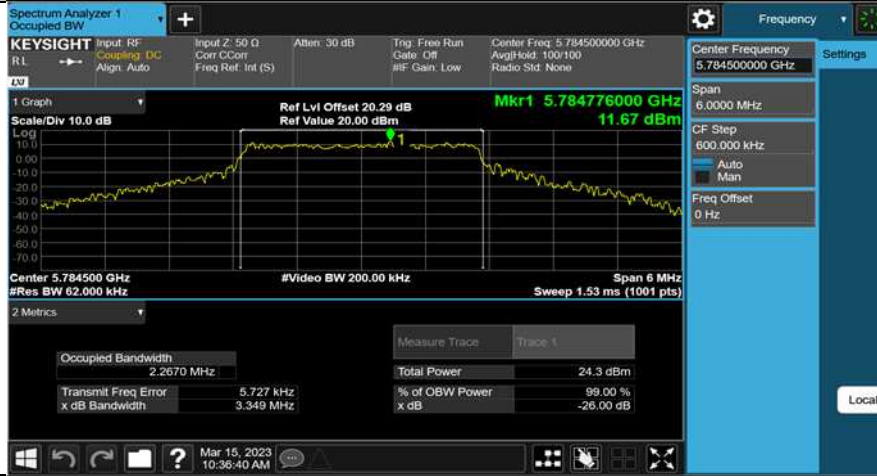 Spectrum Analyzer 1
Occupied BW
Frequency
KEYSIGHT
Input: RF
Coupling: DC
Align: Auto
RL
LXI
Input Z: 50 Ω
Corr CCorr
Freq Ref: Int (S)
Atten: 30 dB
Trig: Free Run
Gate: Off
#IF Gain: Low
Center Freq: 5.784500000 GHz
Avg|Hold: 100/100
Radio Std: None
1 Graph
Scale/Div 10.0 dB
Ref Lvl Offset 20.29 dB
Ref Value 20.00 dBm
Mkr1 5.784776000 GHz
11.67 dBm
Log
10.0
0.00
-10.0
-20.0
-30.0
-40.0
-50.0
-60.0
-70.0
1
Center 5.784500 GHz
#Res BW 62.000 kHz
#Video BW 200.00 kHz
Span 6 MHz
Sweep 1.53 ms (1001 pts)
2 Metrics
Measure Trace
Trace 1
Occupied Bandwidth
2.2670 MHz
Total Power
24.3 dBm
Transmit Freq Error
5.727 kHz
% of OBW Power
99.00 %
x dB Bandwidth
3.349 MHz
x dB
-26.00 dB
Center Frequency
5.784500000 GHz
Settings
Span
6.0000 MHz
CF Step
600.000 kHz
Auto
Man
Freq Offset
0 Hz
Local
?
Mar 15, 2023
10:36:40 AM